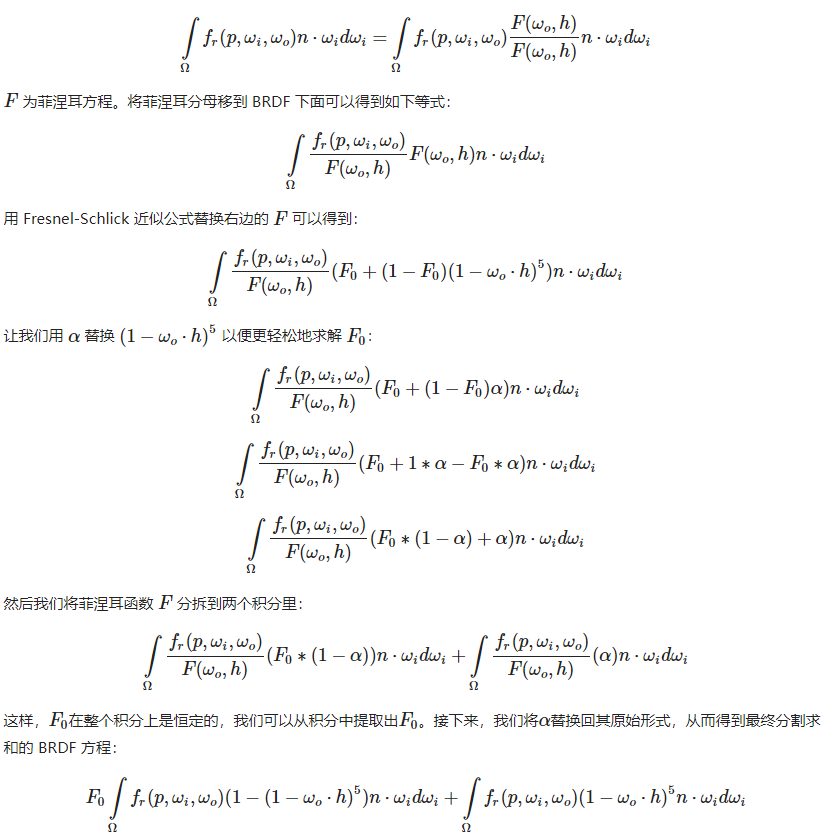 ∫_Ω f_r(p, ω_i, ω_o) n · ω_i dω_i = ∫_Ω f_r(p, ω_i, ω_o) \frac{F(ω_o, h)}{F(ω_o, h)} n · ω_i dω_i
F 为菲涅耳方程。将菲涅耳分母移到 BRDF 下面可以得到如下等式：
∫_Ω \frac{f_r(p, ω_i, ω_o)}{F(ω_o, h)} F(ω_o, h) n · ω_i dω_i
用 Fresnel-Schlick 近似公式替换右边的 F 可以得到：
∫_Ω \frac{f_r(p, ω_i, ω_o)}{F(ω_o, h)} (F_0 + (1 − F_0)(1 − ω_o · h)^5) n · ω_i dω_i
让我们用 α 替换 (1 − ω_o · h)^5 以便更轻松地求解 F_0：
∫_Ω \frac{f_r(p, ω_i, ω_o)}{F(ω_o, h)} (F_0 + (1 − F_0)α) n · ω_i dω_i
∫_Ω \frac{f_r(p, ω_i, ω_o)}{F(ω_o, h)} (F_0 + 1 * α − F_0 * α) n · ω_i dω_i
∫_Ω \frac{f_r(p, ω_i, ω_o)}{F(ω_o, h)} (F_0 * (1 − α) + α) n · ω_i dω_i
然后我们将菲涅耳函数 F 分拆到两个积分里：
∫_Ω \frac{f_r(p, ω_i, ω_o)}{F(ω_o, h)} (F_0 * (1 − α)) n · ω_i dω_i + ∫_Ω \frac{f_r(p, ω_i, ω_o)}{F(ω_o, h)} (α) n · ω_i dω_i
这样，F_0在整个积分上是恒定的，我们可以从积分中提取出F_0。接下来，我们将α替换回其原始形式，从而得到最终分割求
和的 BRDF 方程：
F_0 ∫_Ω f_r(p, ω_i, ω_o)(1 − (1 − ω_o · h)^5) n · ω_i dω_i + ∫_Ω f_r(p, ω_i, ω_o)(1 − ω_o · h)^5 n · ω_i dω_i